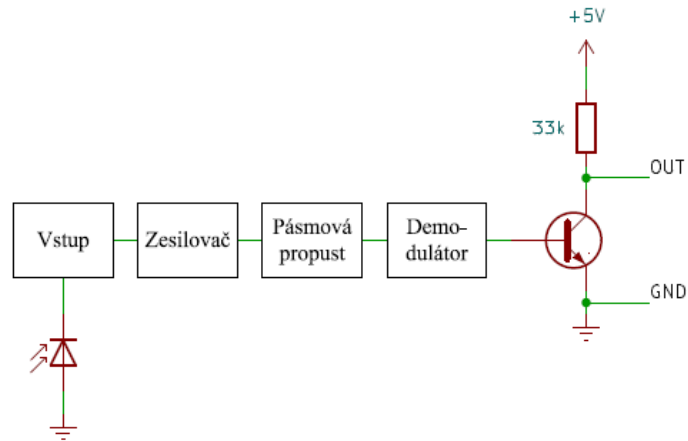 +5V
33k
OUT
Vstup
Zesilovač
Pásmová
propust
Demo-
dulátor
GND